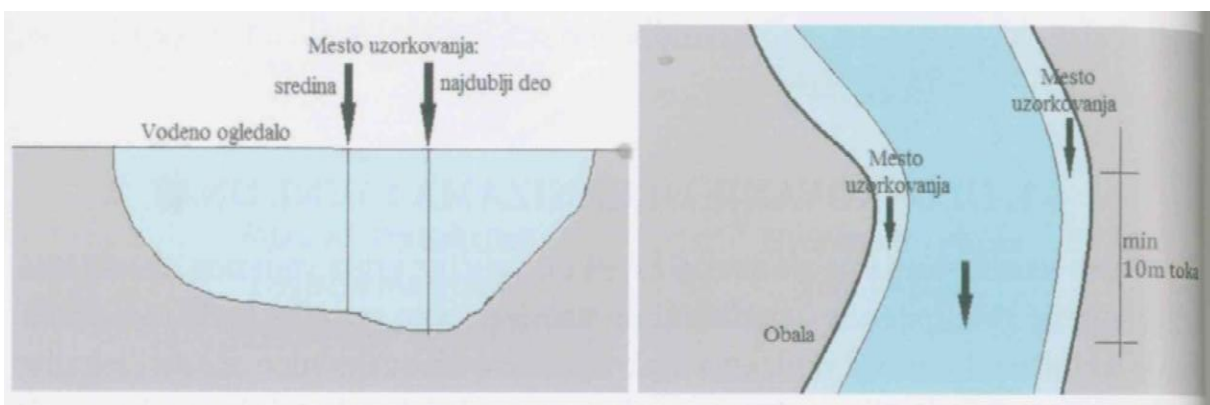 Mesto uzorkovanja:
sredina
najdublji deo
Vodeno ogledalo
Mesto
uzorkovanja
Mesto
uzorkovanja
min
10m toka
Obala